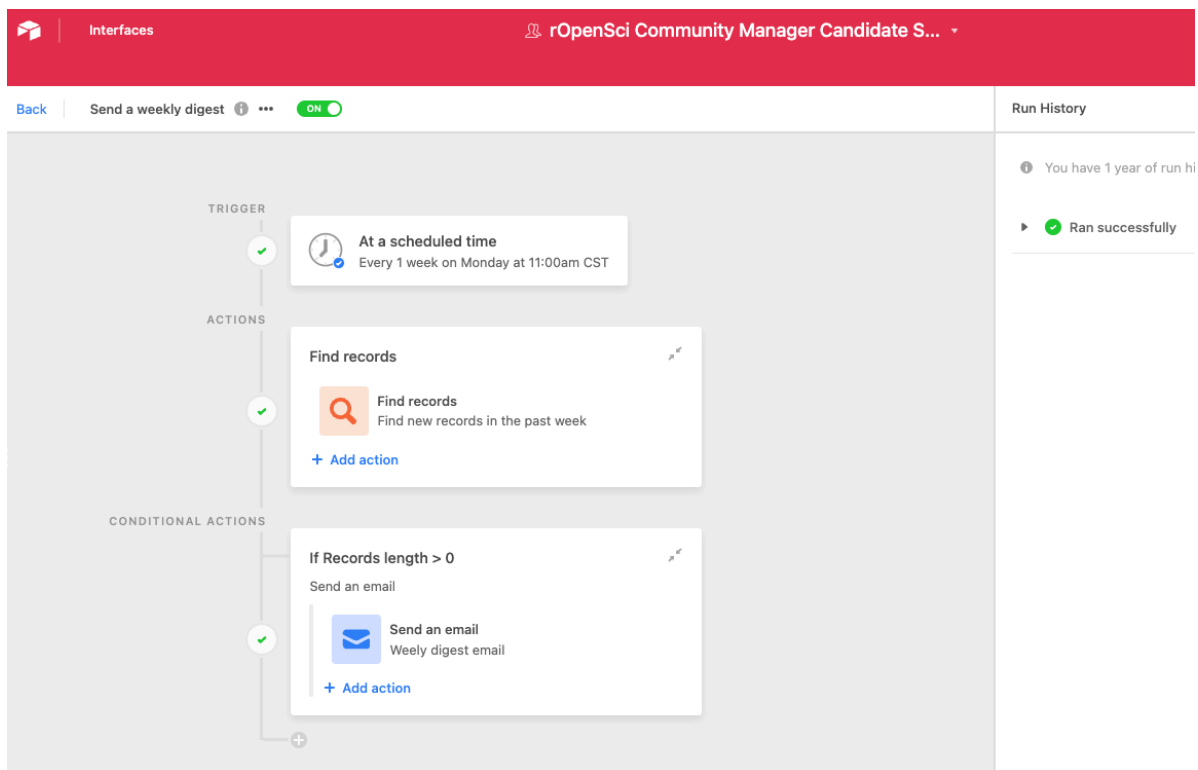 Interfaces
rOpenSci Community Manager Candidate S...
Back
Send a weekly digest
ON
Run History
You have 1 year of run hi
TRIGGER
At a scheduled time
Every 1 week on Monday at 11:00am CST
Ran successfully
ACTIONS
Find records
Find records
Find new records in the past week
+ Add action
CONDITIONAL ACTIONS
If Records length > 0
Send an email
Send an email
Weely digest email
+ Add action